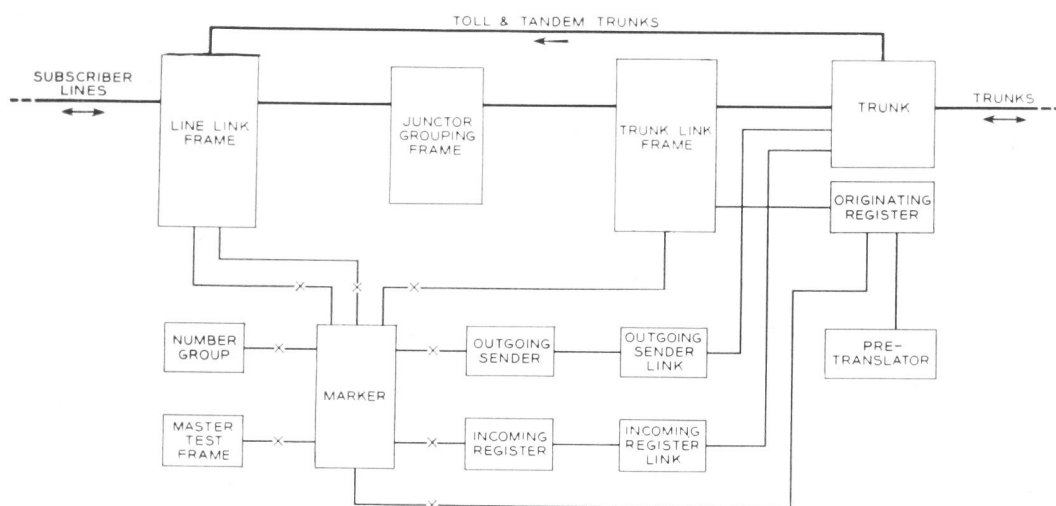 TOLL & TANDEM TRUNKS
SUBSCRIBER
LINES
LINE LINK
FRAME
JUNCTOR
GROUPING
FRAME
TRUNK LINK
FRAME
TRUNK
TRUNKS
ORIGINATING
REGISTER
NUMBER
GROUP
MARKER
OUTGOING
SENDER
OUTGOING
SENDER
LINK
PRE-
TRANSLATOR
MASTER
TEST
FRAME
INCOMING
REGISTER
INCOMING
REGISTER
LINK